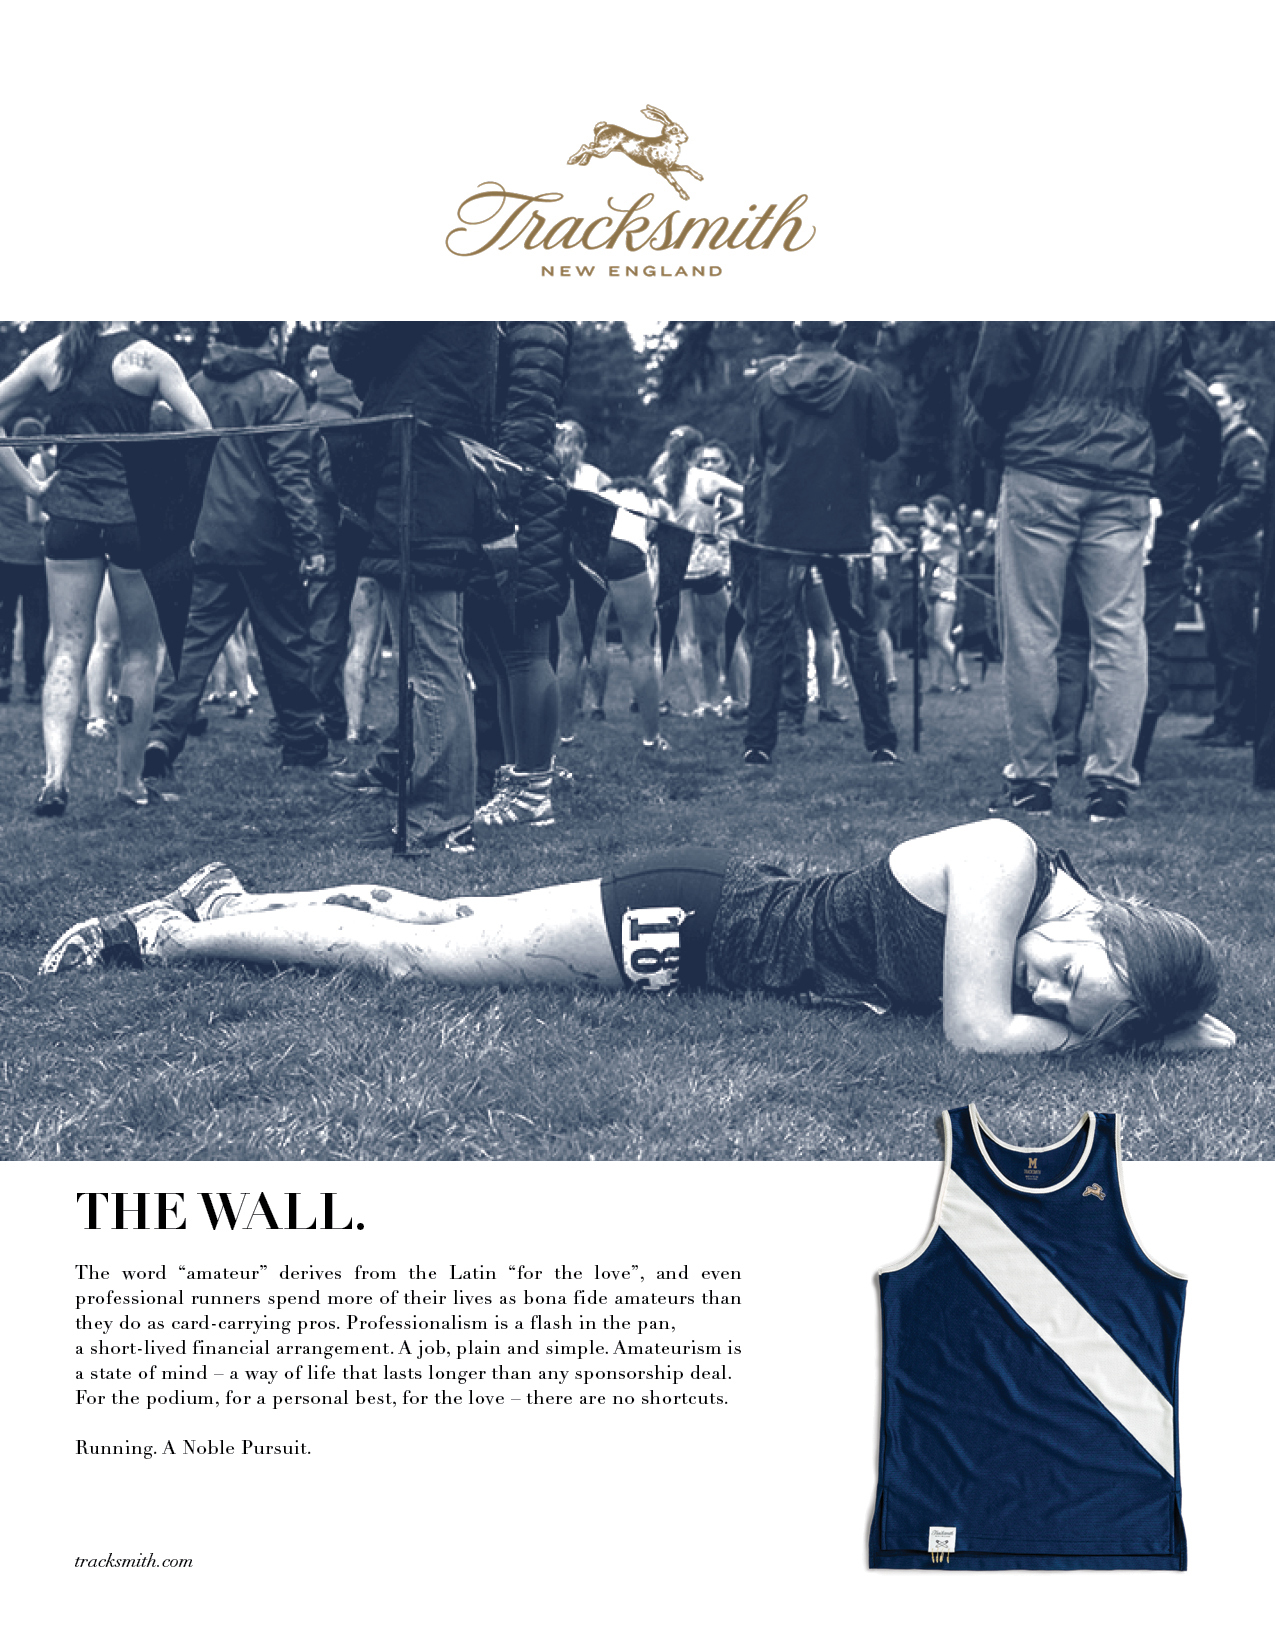 Tracksmith
NEW ENGLAND
THE WALL.
The word “amateur” derives from the Latin “for the love”, and even
professional runners spend more of their lives as bona fide amateurs than
they do as card-carrying pros. Professionalism is a flash in the pan,
a short-lived financial arrangement. A job, plain and simple. Amateurism is
a state of mind – a way of life that lasts longer than any sponsorship deal.
For the podium, for a personal best, for the love – there are no shortcuts.
Running. A Noble Pursuit.
tracksmith.com
M
Tracksmith